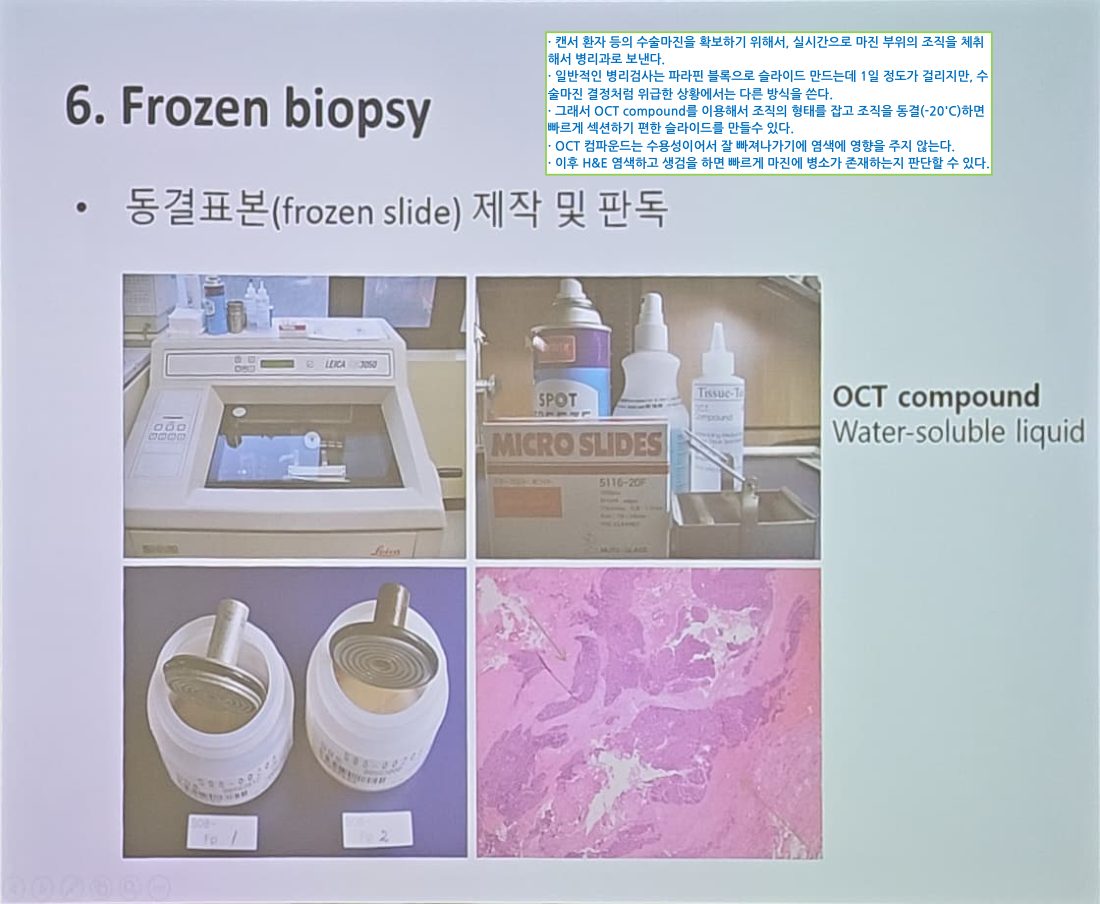 · 캔서 환자 등의 수술마진을 확보하기 위해서, 실시간으로 마진 부위의 조직을 체취
해서 병리과로 보낸다.
· 일반적인 병리검사는 파라핀 블록으로 슬라이드 만드는데 1일 정도가 걸리지만, 수
술마진 결정처럼 위급한 상황에서는 다른 방식을 쓴다.
· 그래서 OCT compound를 이용해서 조직의 형태를 잡고 조직을 동결(-20'C)하면
빠르게 섹션하기 편한 슬라이드를 만들수 있다.
· OCT 컴파운드는 수용성이어서 잘 빠져나가기에 염색에 영향을 주지 않는다.
· 이후 H&E 염색하고 생검을 하면 빠르게 마진에 병소가 존재하는지 판단할 수 있다.
6. Frozen biopsy
• 동결표본(frozen slide) 제작 및 판독
LEICA 3050
Leica
SPOT
MICRO SLIDES
5116-20F
Tissue-T
OCT compound
Water-soluble liquid
Fp 1
Fp 2